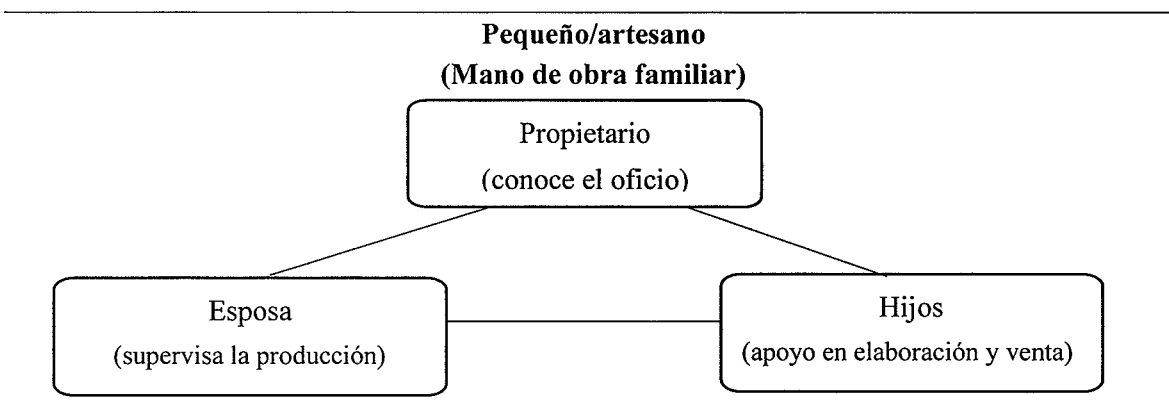 Pequeño/artesano
(Mano de obra familiar)
Propietario
(conoce el oficio)
Esposa
(supervisa la producción)
Hijos
(apoyo en elaboración y venta)